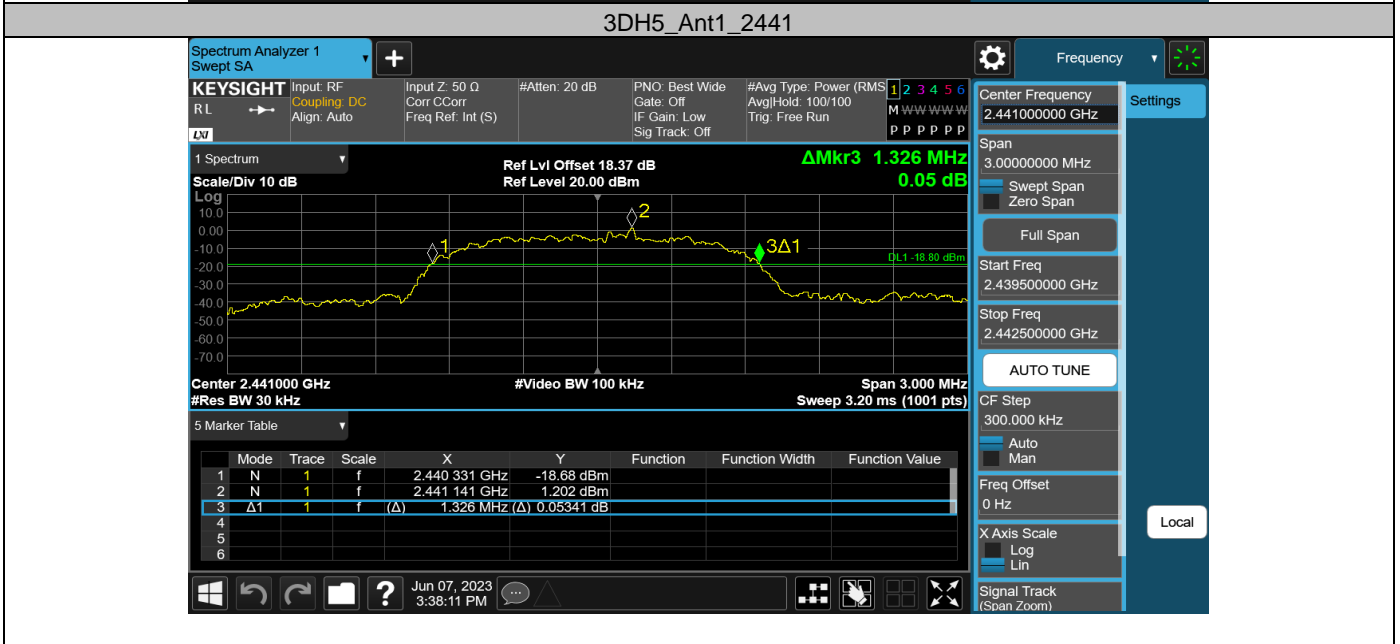 3DH5_Ant1_2441
Spectrum Analyzer 1
Swept SA
+
Frequency
KEYSIGHT
RL
LXI
Input: RF
Coupling: DC
Align: Auto
Input Z: 50 Ω
Corr CCorr
Freq Ref: Int (S)
#Atten: 20 dB
PNO: Best Wide
Gate: Off
IF Gain: Low
Sig Track: Off
#Avg Type: Power (RMS
Avg|Hold: 100/100
Trig: Free Run
1 2 3 4 5 6
M W W W W W
P P P P P P
1 Spectrum
Scale/Div 10 dB
Ref Lvl Offset 18.37 dB
Ref Level 20.00 dBm
ΔMkr3 1.326 MHz
0.05 dB
Log
10.0
0.00
-10.0
-20.0
-30.0
-40.0
-50.0
-60.0
-70.0
1
2
3Δ1
DL1 -18.80 dBm
Center 2.441000 GHz
#Video BW 100 kHz
Span 3.000 MHz
#Res BW 30 kHz
Sweep 3.20 ms (1001 pts)
5 Marker Table
Mode Trace Scale X Y Function Function Width Function Value
1 N 1 f 2.440 331 GHz -18.68 dBm
2 N 1 f 2.441 141 GHz 1.202 dBm
3 Δ1 1 f (Δ) 1.326 MHz (Δ) 0.05341 dB
4
5
6
?
Jun 07, 2023
3:38:11 PM
Center Frequency
2.441000000 GHz
Span
3.00000000 MHz
Swept Span
Zero Span
Full Span
Start Freq
2.439500000 GHz
Stop Freq
2.442500000 GHz
AUTO TUNE
CF Step
300.000 kHz
Auto
Man
Freq Offset
0 Hz
X Axis Scale
Log
Lin
Signal Track
(Span Zoom)
Settings
Local